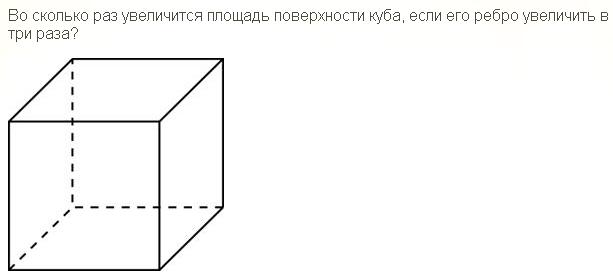 Во сколько раз увеличится площадь поверхности куба, если его ребро увеличить в
три раза?